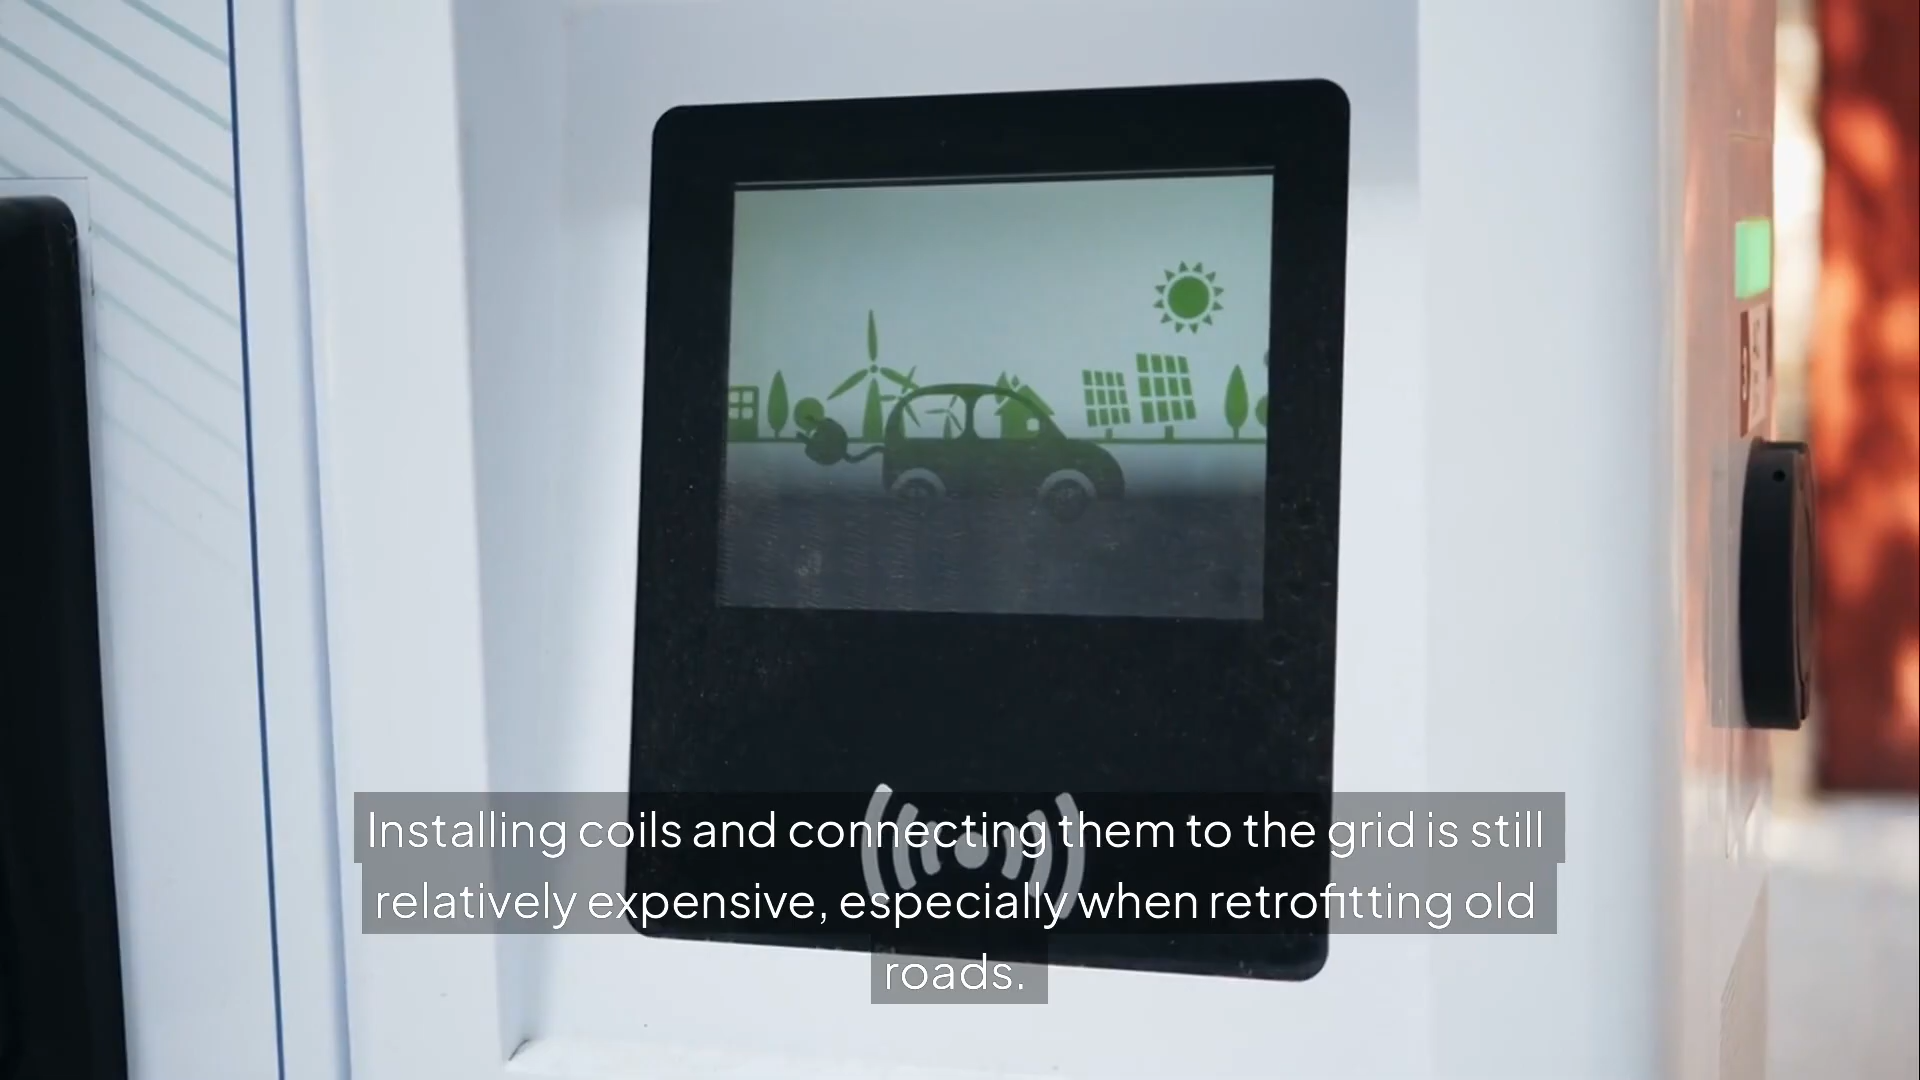 Installing coils and connecting them to the grid is still
relatively expensive, especially when retrofitting old
roads.